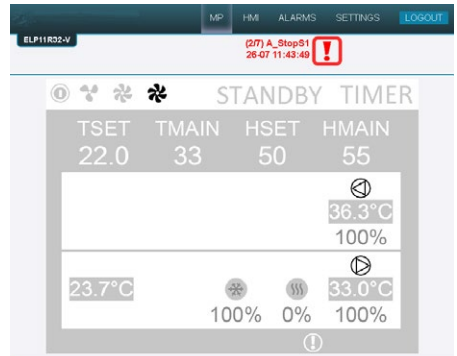 MP HMI ALARMS SETTINGS LOGOUT
ELP11R32-V
(2/7) A_StopS1
26-07 11:43:49
STANDBY TIMER
TSET TMAIN HSET HMAIN
22.0 33 50 55
36.3°C
100%
23.7°C 33.0°C
100% 0% 100%